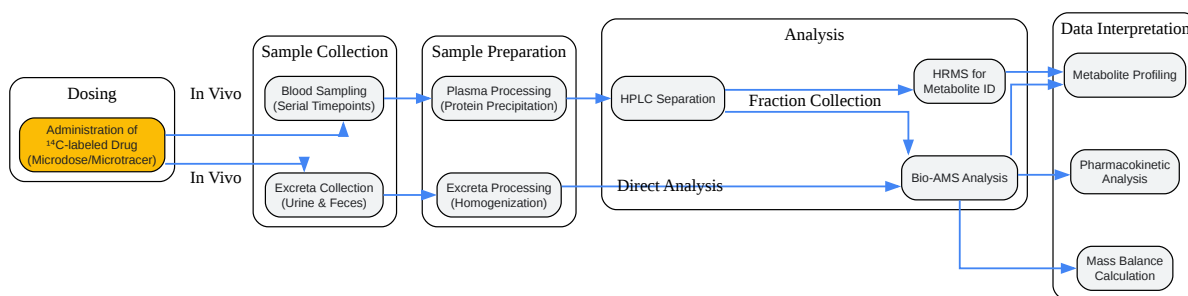 Dosing
Administration of
¹⁴C-labeled Drug
(Microdose/Microtracer)
In Vivo
In Vivo
Sample Collection
Blood Sampling
(Serial Timepoints)
Excreta Collection
(Urine & Feces)
Sample Preparation
Plasma Processing
(Protein Precipitation)
Excreta Processing
(Homogenization)
Analysis
HPLC Separation
HRMS for
Metabolite ID
Fraction Collection
Direct Analysis
Bio-AMS Analysis
Data Interpretation
Metabolite Profiling
Pharmacokinetic
Analysis
Mass Balance
Calculation